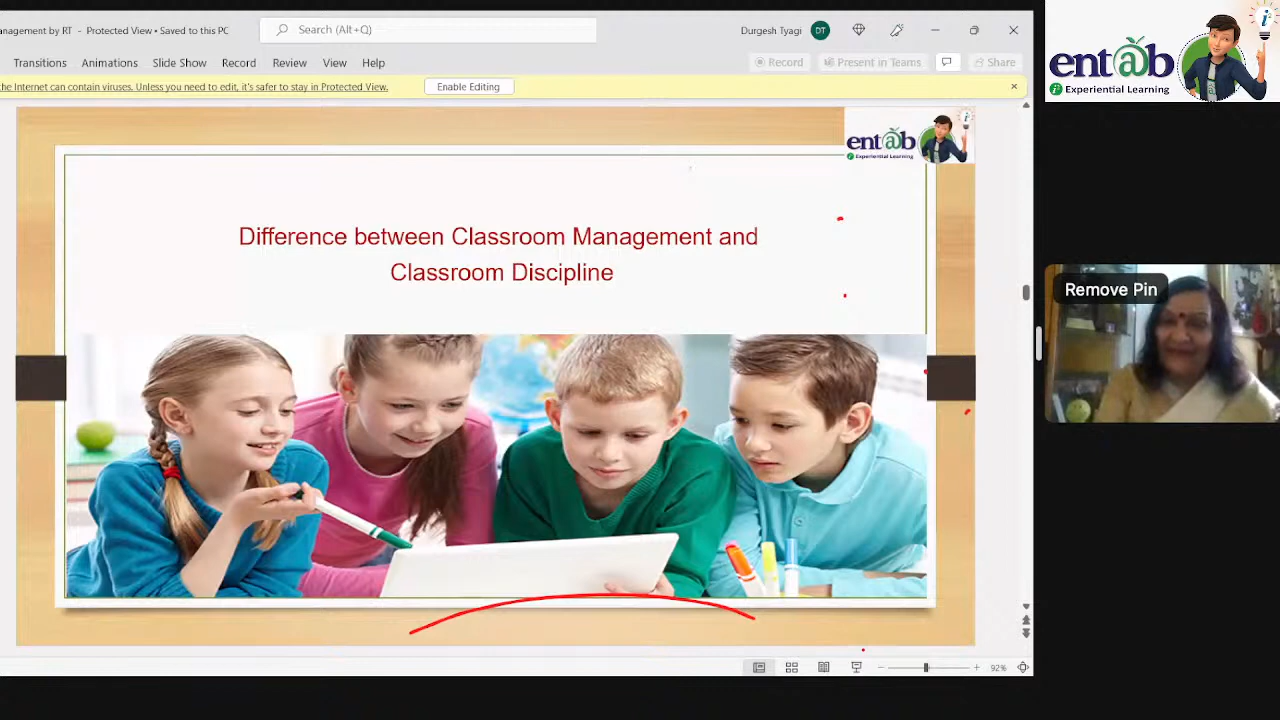 anagement by RT - Protected View • Saved to this PC
Search (Alt+Q)
Durgesh Tyagi
DT
Transitions
Animations
Slide Show
Record
Review
View
Help
Record
Present in Teams
Share
the Internet can contain viruses. Unless you need to edit, it's safer to stay in Protected View.
Enable Editing
entab
i Experiential Learning
Difference between Classroom Management and
Classroom Discipline
92%
entab
i Experiential Learning
Remove Pin